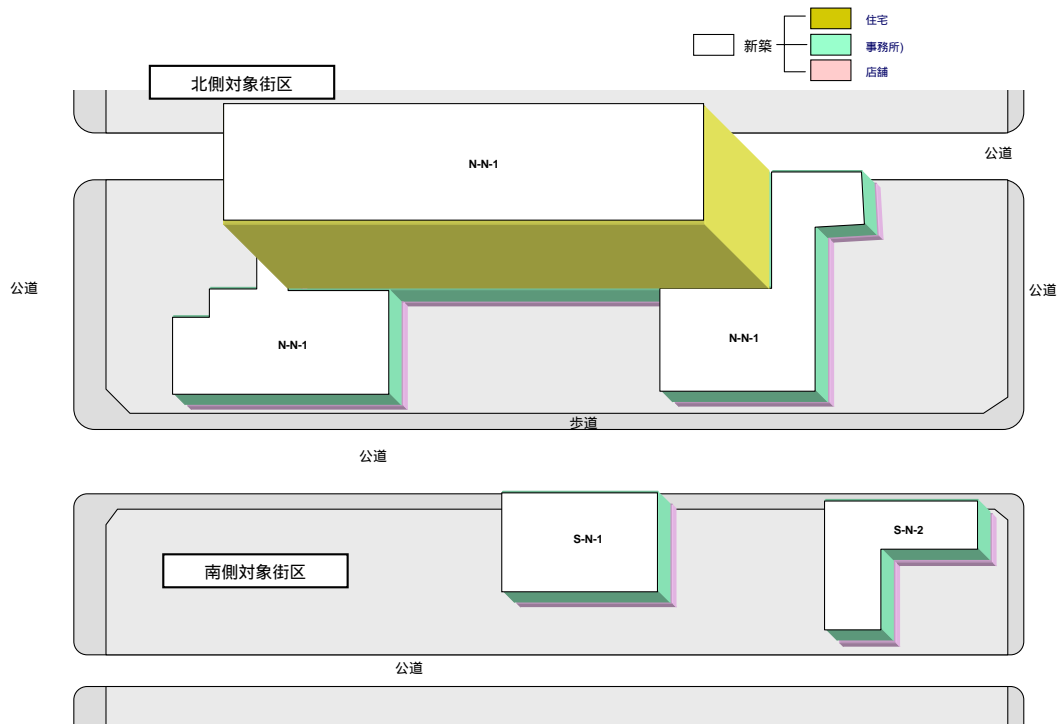 住宅
新築
事務所)
店舗
北側対象街区
公道
N-N-1
公道
公道
N-N-1
N-N-1
歩道
公道
S-N-1
S-N-2
南側対象街区
公道